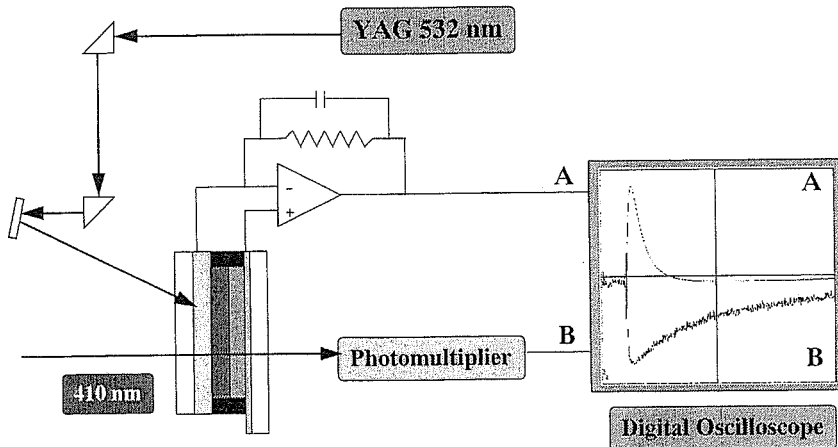 YAG 532 nm
-
+
A
A
B
Photomultiplier
B
410 nm
Digital Oscilloscope